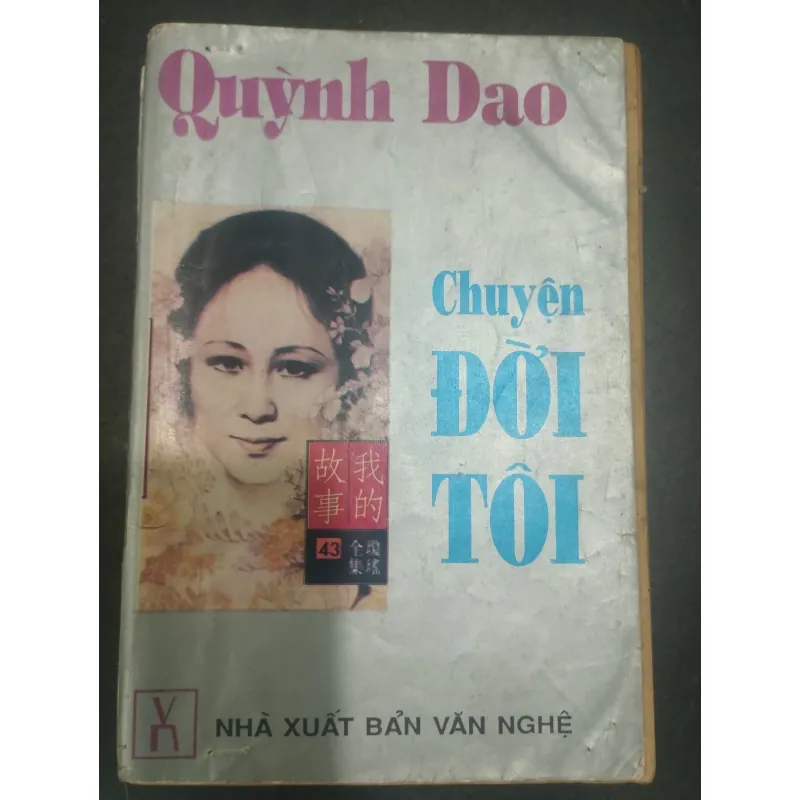 Quỳnh Dao
Chuyện
ĐỜI
TÔI
我的
故事
43
瓊瑤
全集
VN
NHÀ XUẤT BẢN VĂN NGHỆ